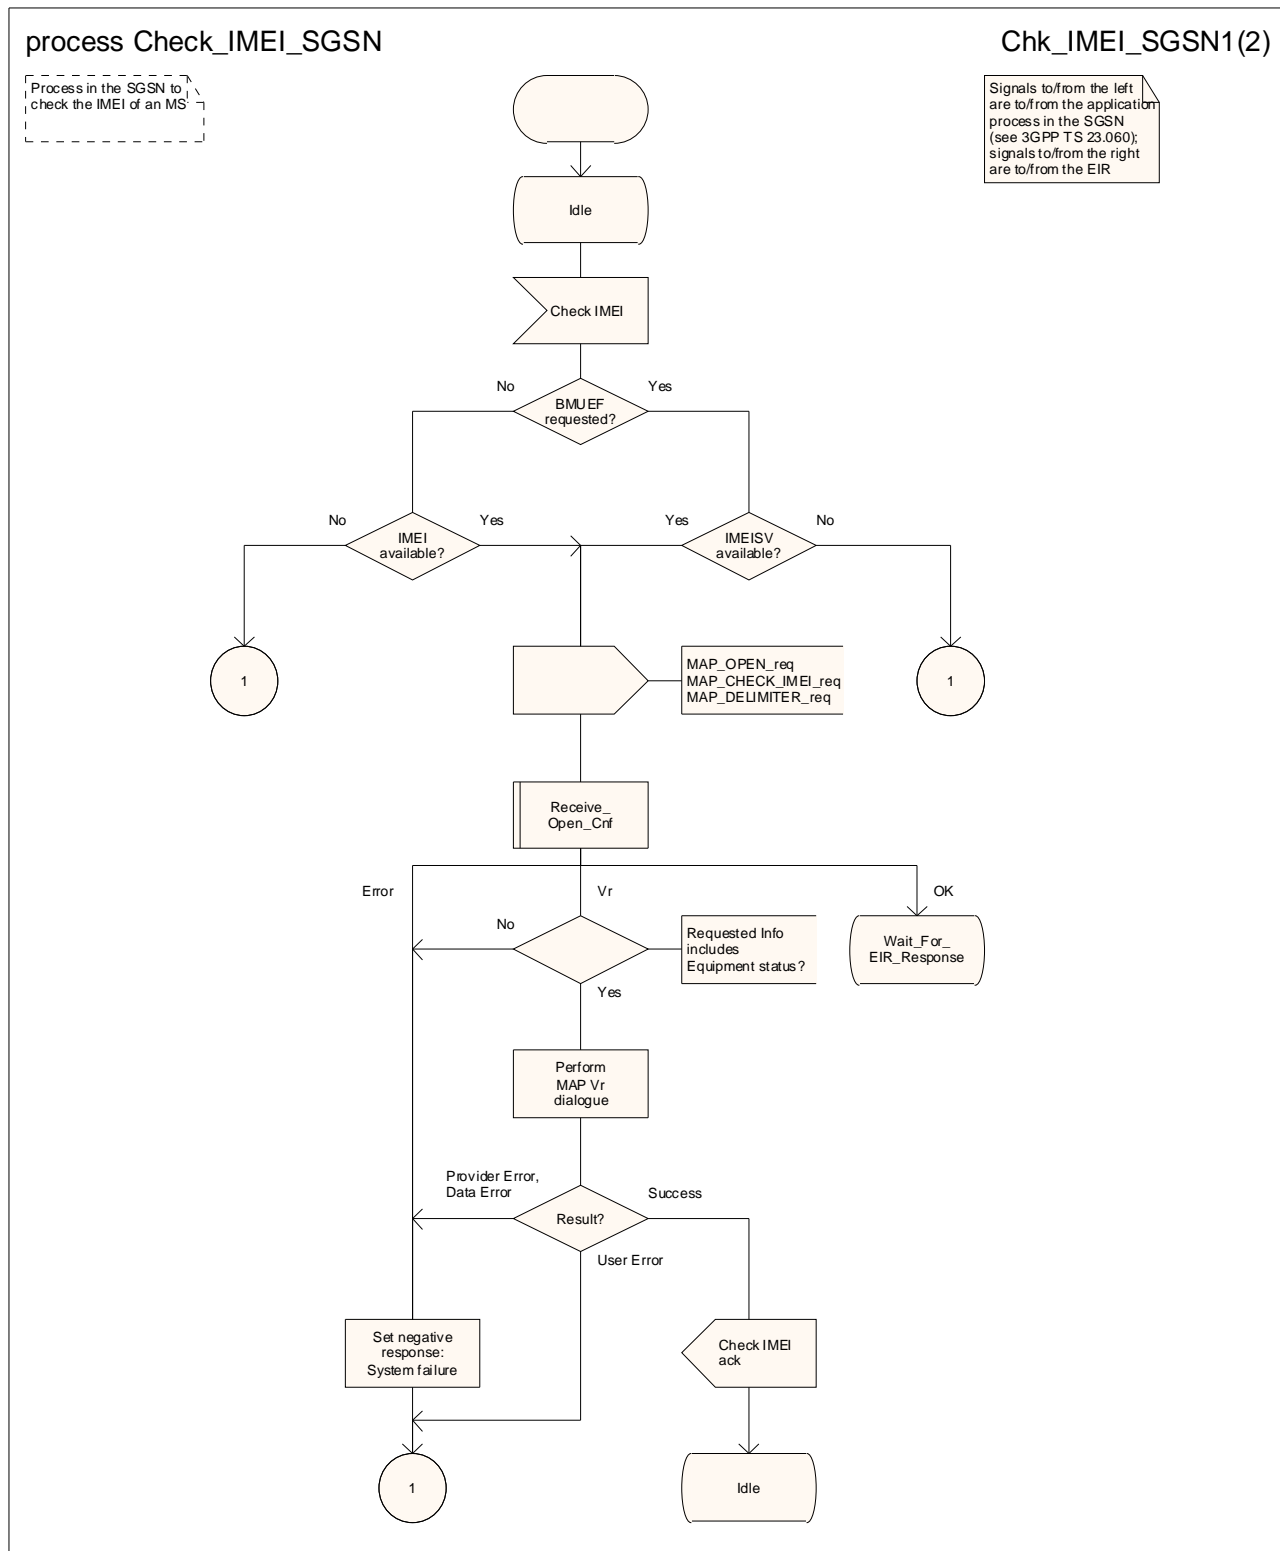 process Check_IMEI_SGSN
Chk_IMEI_SGSN1(2)
Process in the SGSN to
check the IMEI of an MS
Signals to/from the left
are to/from the application
process in the SGSN
(see 3GPP TS 23.060);
signals to/from the right
are to/from the EIR
Idle
Check IMEI
No
Yes
BMUEF
requested?
No
IMEI
available?
Yes
Yes
IMEISV
available?
No
1
MAP_OPEN_req
MAP_CHECK_IMEI_req
MAP_DELIMITER_req
1
Receive_
Open_Cnf
Error
Vr
OK
No
Requested Info
includes
Equipment status?
Wait_For_
EIR_Response
Yes
Perform
MAP Vr
dialogue
Provider Error,
Data Error
Success
Result?
User Error
Set negative
response:
System failure
Check IMEI
ack
1
Idle